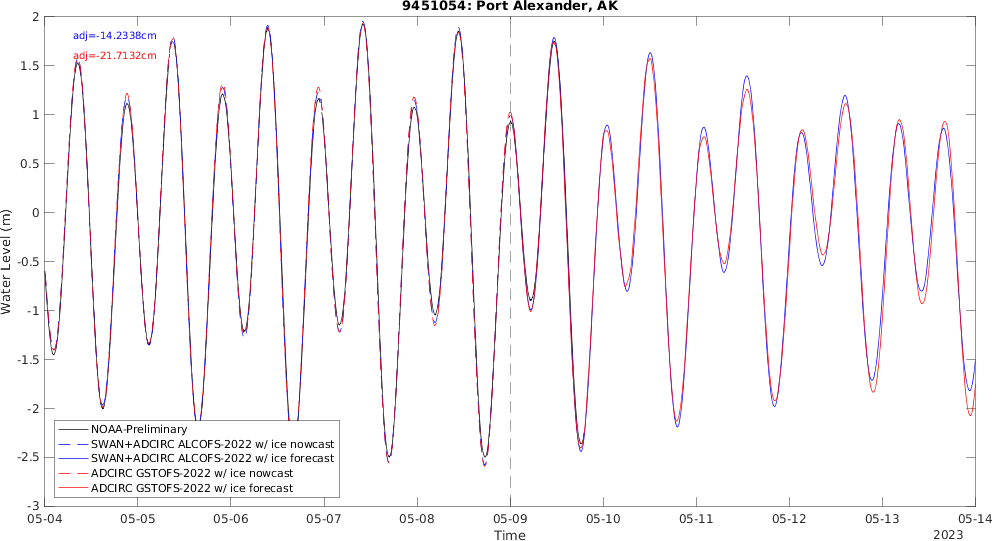 9451054: Port Alexander, AK
adj=-14.2338cm
adj=-21.7132cm
Water Level (m)
2
1.5
1
0.5
0
-0.5
-1
-1.5
-2
-2.5
-3
NOAA-Preliminary
SWAN+ADCIRC ALCOFS-2022 w/ ice nowcast
SWAN+ADCIRC ALCOFS-2022 w/ ice forecast
ADCIRC GSTOFS-2022 w/ ice nowcast
ADCIRC GSTOFS-2022 w/ ice forecast
05-04 05-05 05-06 05-07 05-08 05-09 05-10 05-11 05-12 05-13 05-14
Time
2023